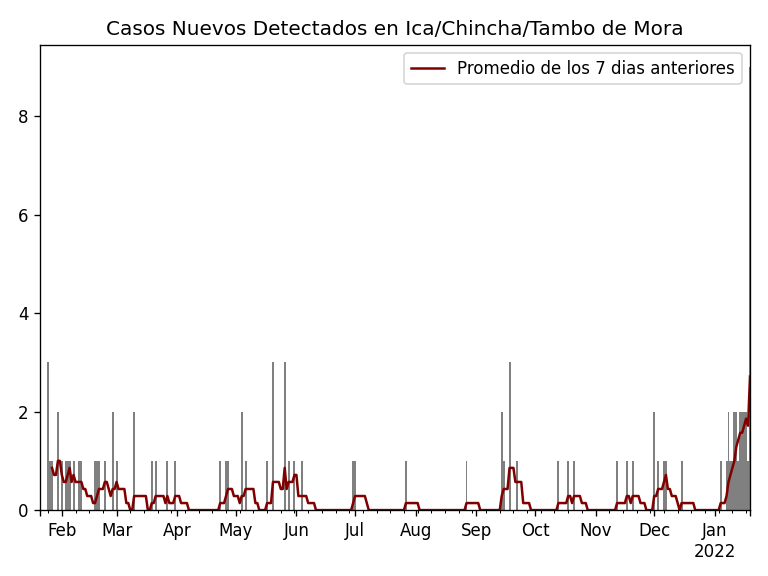 Casos Nuevos Detectados en Ica/Chincha/Tambo de Mora
Promedio de los 7 dias anteriores
8
6
4
2
0
Feb Mar Apr May Jun Jul Aug Sep Oct Nov Dec Jan
2022